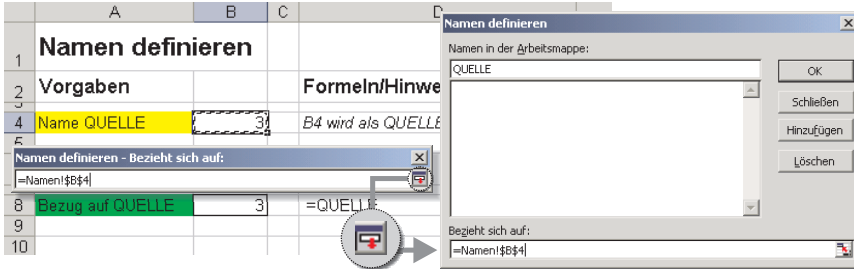 A B C D
1 Namen definieren
2 Vorgaben Formeln/Hinwe
3
4 Name QUELLE 3 B4 wird als QUELLE
Namen definieren - Bezieht sich auf:
=Namen!$B$4
8 Bezug auf QUELLE 3 =QUELLE
9
10
Namen definieren
Namen in der Arbeitsmappe:
QUELLE
OK
Schließen
Hinzufügen
Löschen
Bezieht sich auf:
=Namen!$B$4